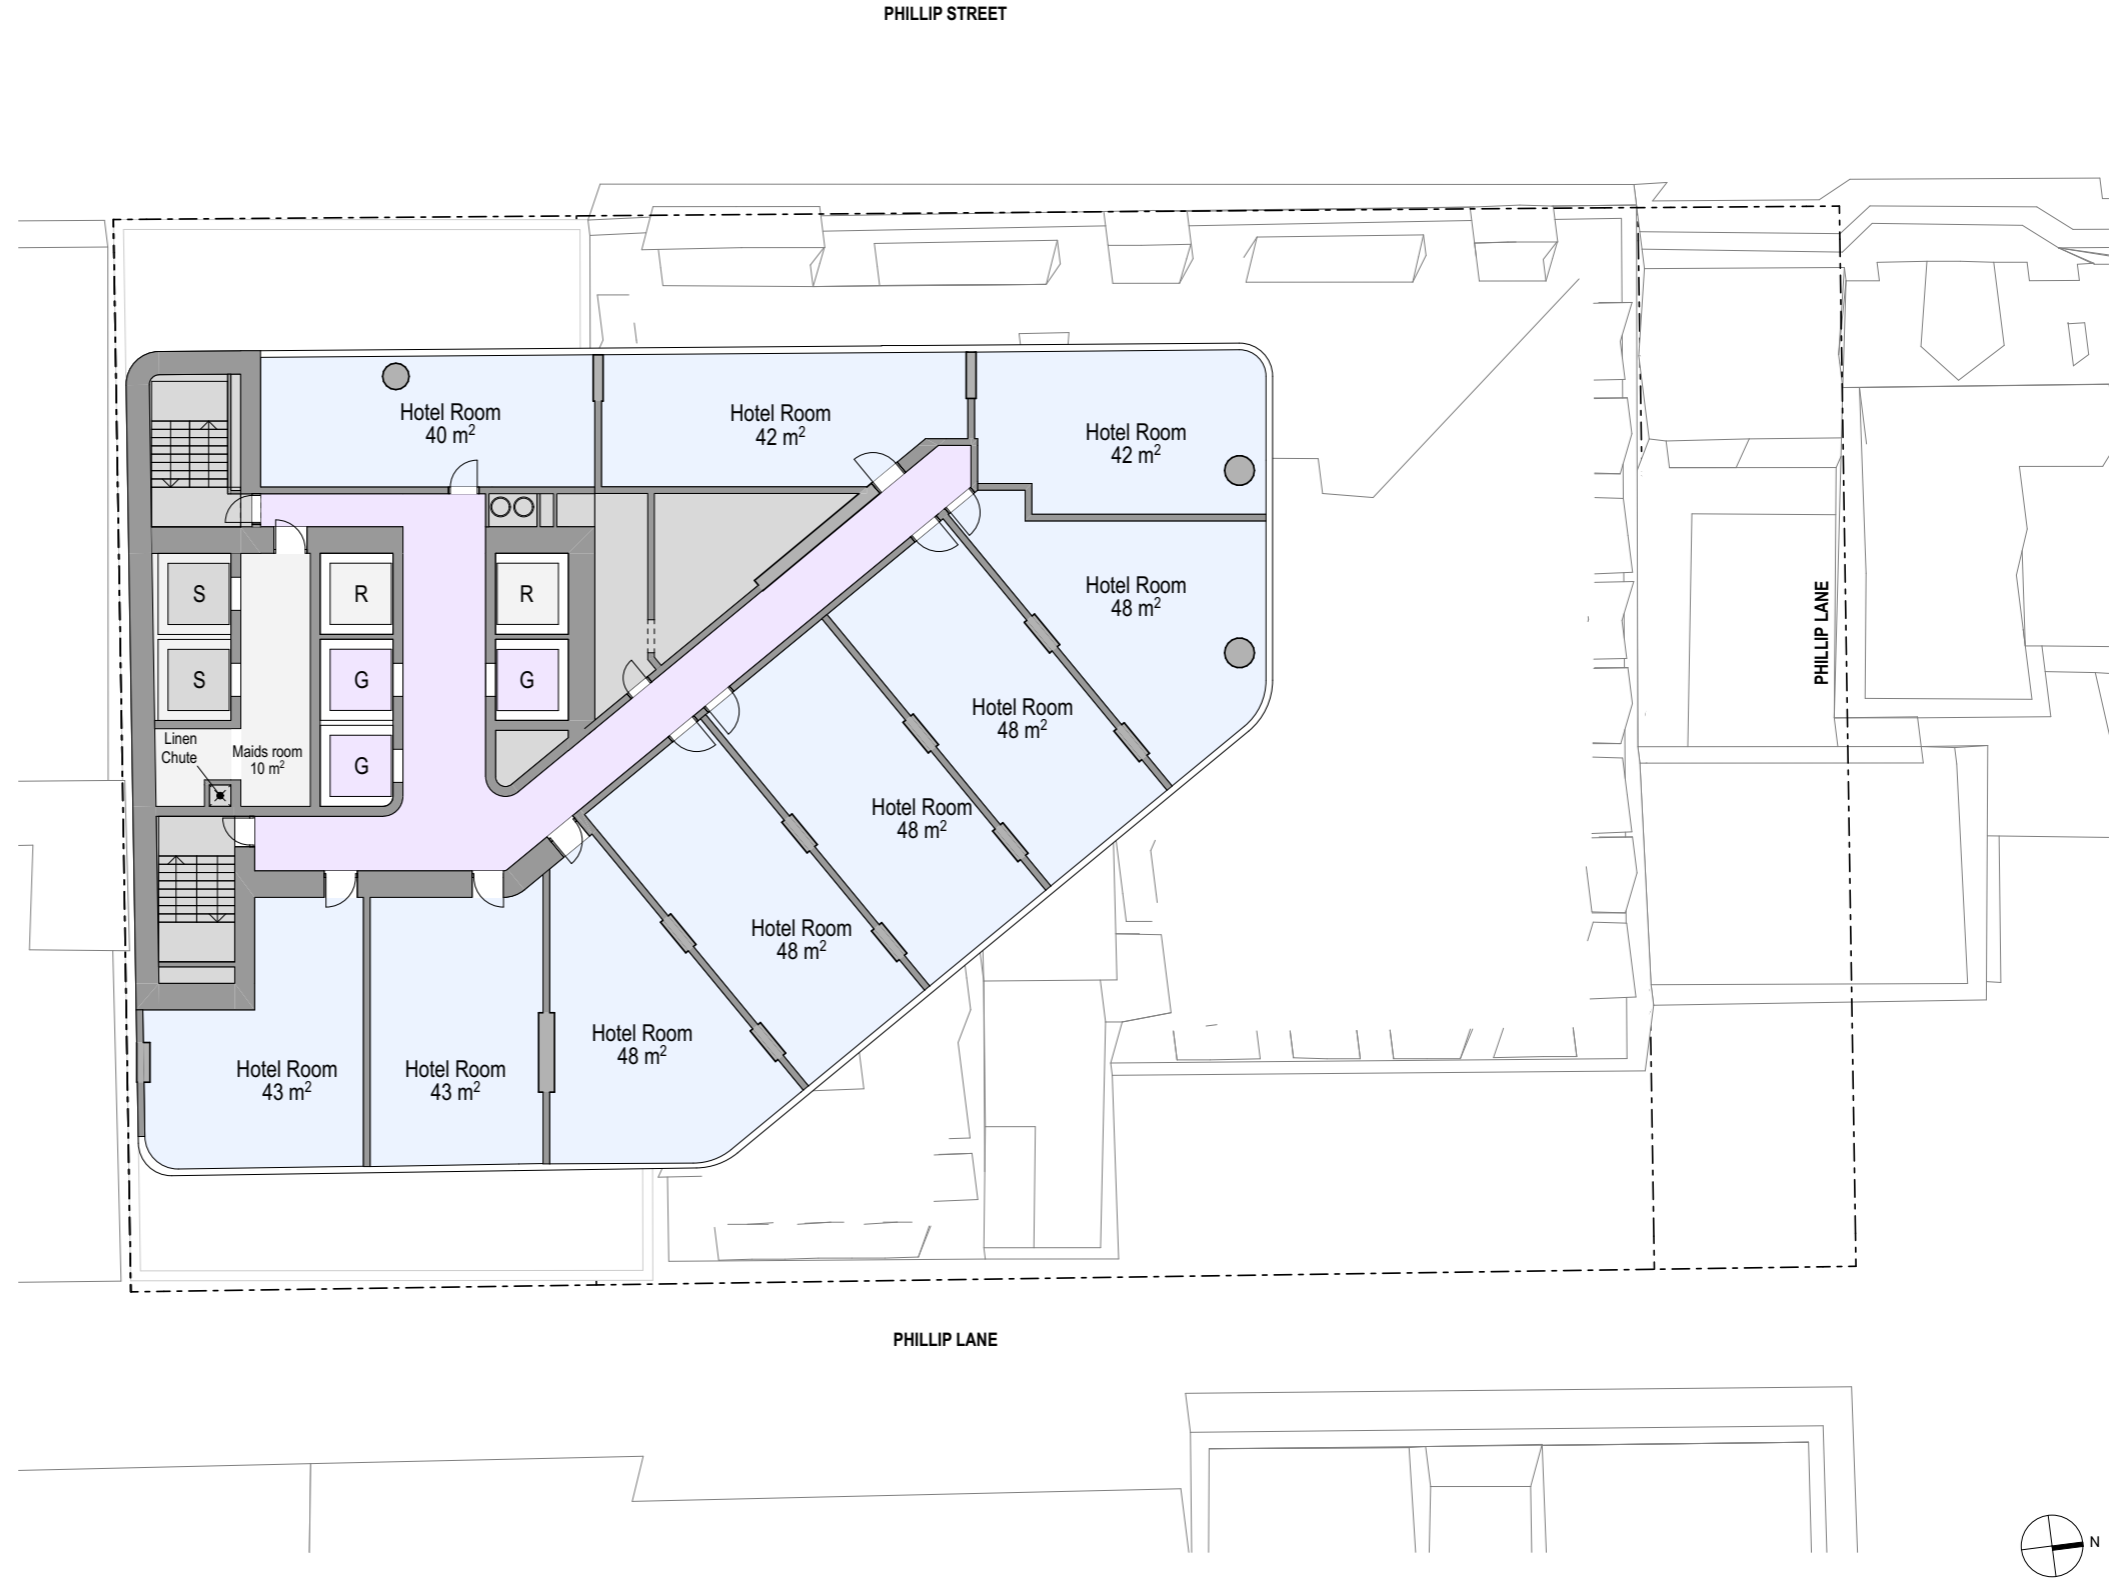 PHILLIP STREET
Hotel Room
40 m²
Hotel Room
42 m²
Hotel Room
42 m²
S
R
R
Hotel Room
48 m²
S
G
G
Hotel Room
48 m²
Linen
Chute
Maids room
10 m²
G
Hotel Room
48 m²
Hotel Room
48 m²
Hotel Room
48 m²
Hotel Room
43 m²
Hotel Room
43 m²
PHILLIP LANE
PHILLIP LANE
N